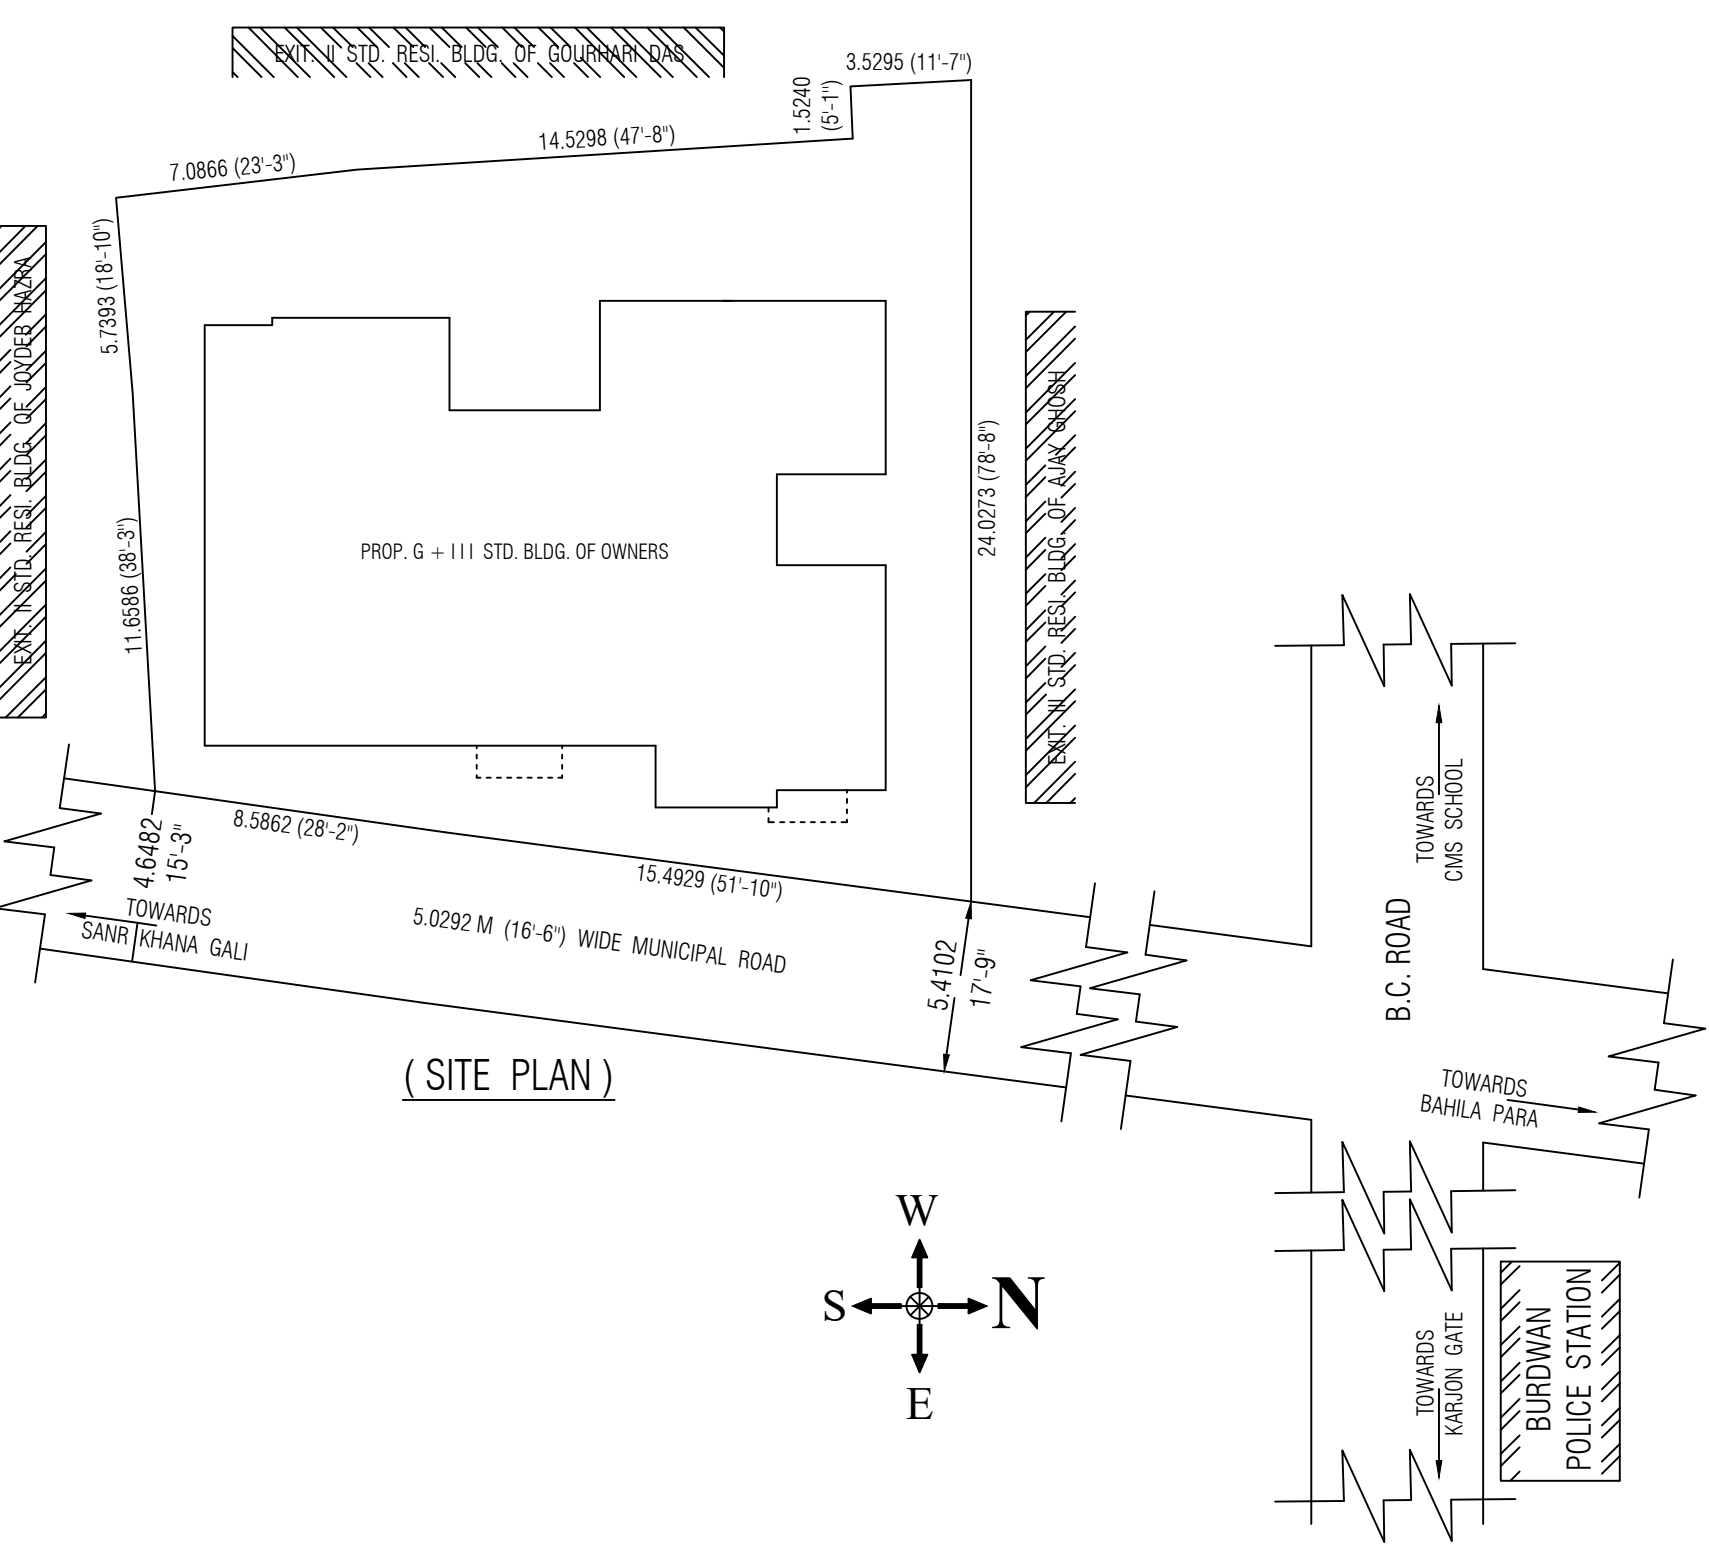 EXIT. II STD. RESI. BLDG. OF GOURHARI DAS
3.5295 (11'-7")
1.5240
(5'-1")
14.5298 (47'-8")
7.0866 (23'-3")
5.7393 (18'-10")
EXIT. II STD. RESI. BLDG. OF JOYDEB HAZRA
11.6586 (38'-3")
PROP. G + III STD. BLDG. OF OWNERS
24.0273 (78'-8")
EXIT. III STD. RESI. BLDG. OF AJAY GHOSH
8.5862 (28'-2")
15.4929 (51'-10")
4.6482
15'-3"
TOWARDS
SANR KHANA GALI
5.0292 M (16'-6") WIDE MUNICIPAL ROAD
5.4102
17'-9"
TOWARDS
CMS SCHOOL
B.C. ROAD
TOWARDS
BAHILA PARA
( SITE PLAN )
W
S
N
E
TOWARDS
KARJON GATE
BURDWAN
POLICE STATION